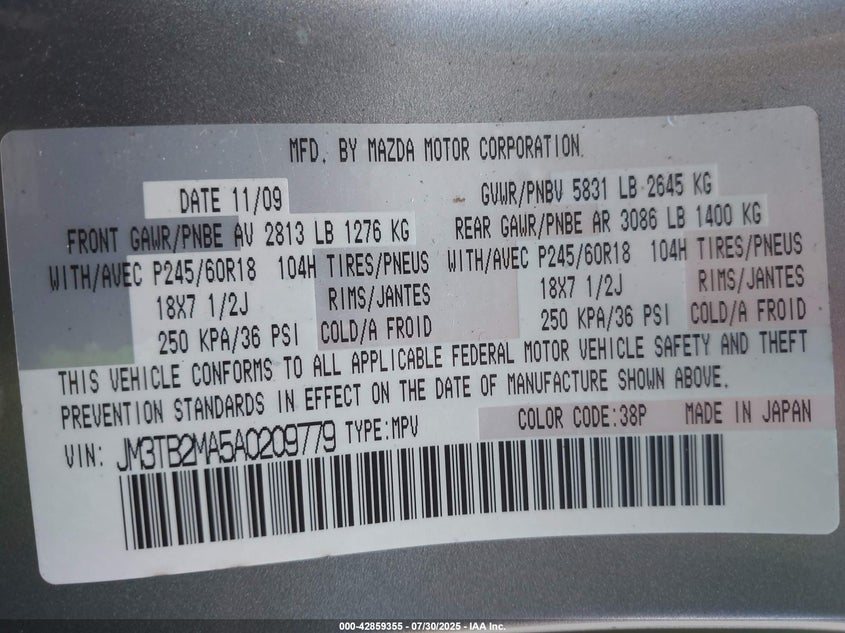 MFD. BY MAZDA MOTOR CORPORATION
DATE 11/09
GVWR/PNBV 5831 LB 2645 KG
FRONT GAWR/PNBE AV 2813 LB 1276 KG
REAR GAWR/PNBE AR 3086 LB 1400 KG
WITH/AVEC P245/60R18 104H TIRES/PNEUS
WITH/AVEC P245/60R18 104H TIRES/PNEUS
18X7 1/2J RIMS/JANTES
18X7 1/2J RIMS/JANTES
250 KPA/36 PSI COLD/A FROID
250 KPA/36 PSI COLD/A FROID
THIS VEHICLE CONFORMS TO ALL APPLICABLE FEDERAL MOTOR VEHICLE SAFETY AND THEFT
PREVENTION STANDARDS IN EFFECT ON THE DATE OF MANUFACTURE SHOWN ABOVE.
COLOR CODE:38P MADE IN JAPAN
VIN: JM3TB2MA5A0209779 TYPE:MPV
000-42859355 - 07/30/2025 - IAA Inc.